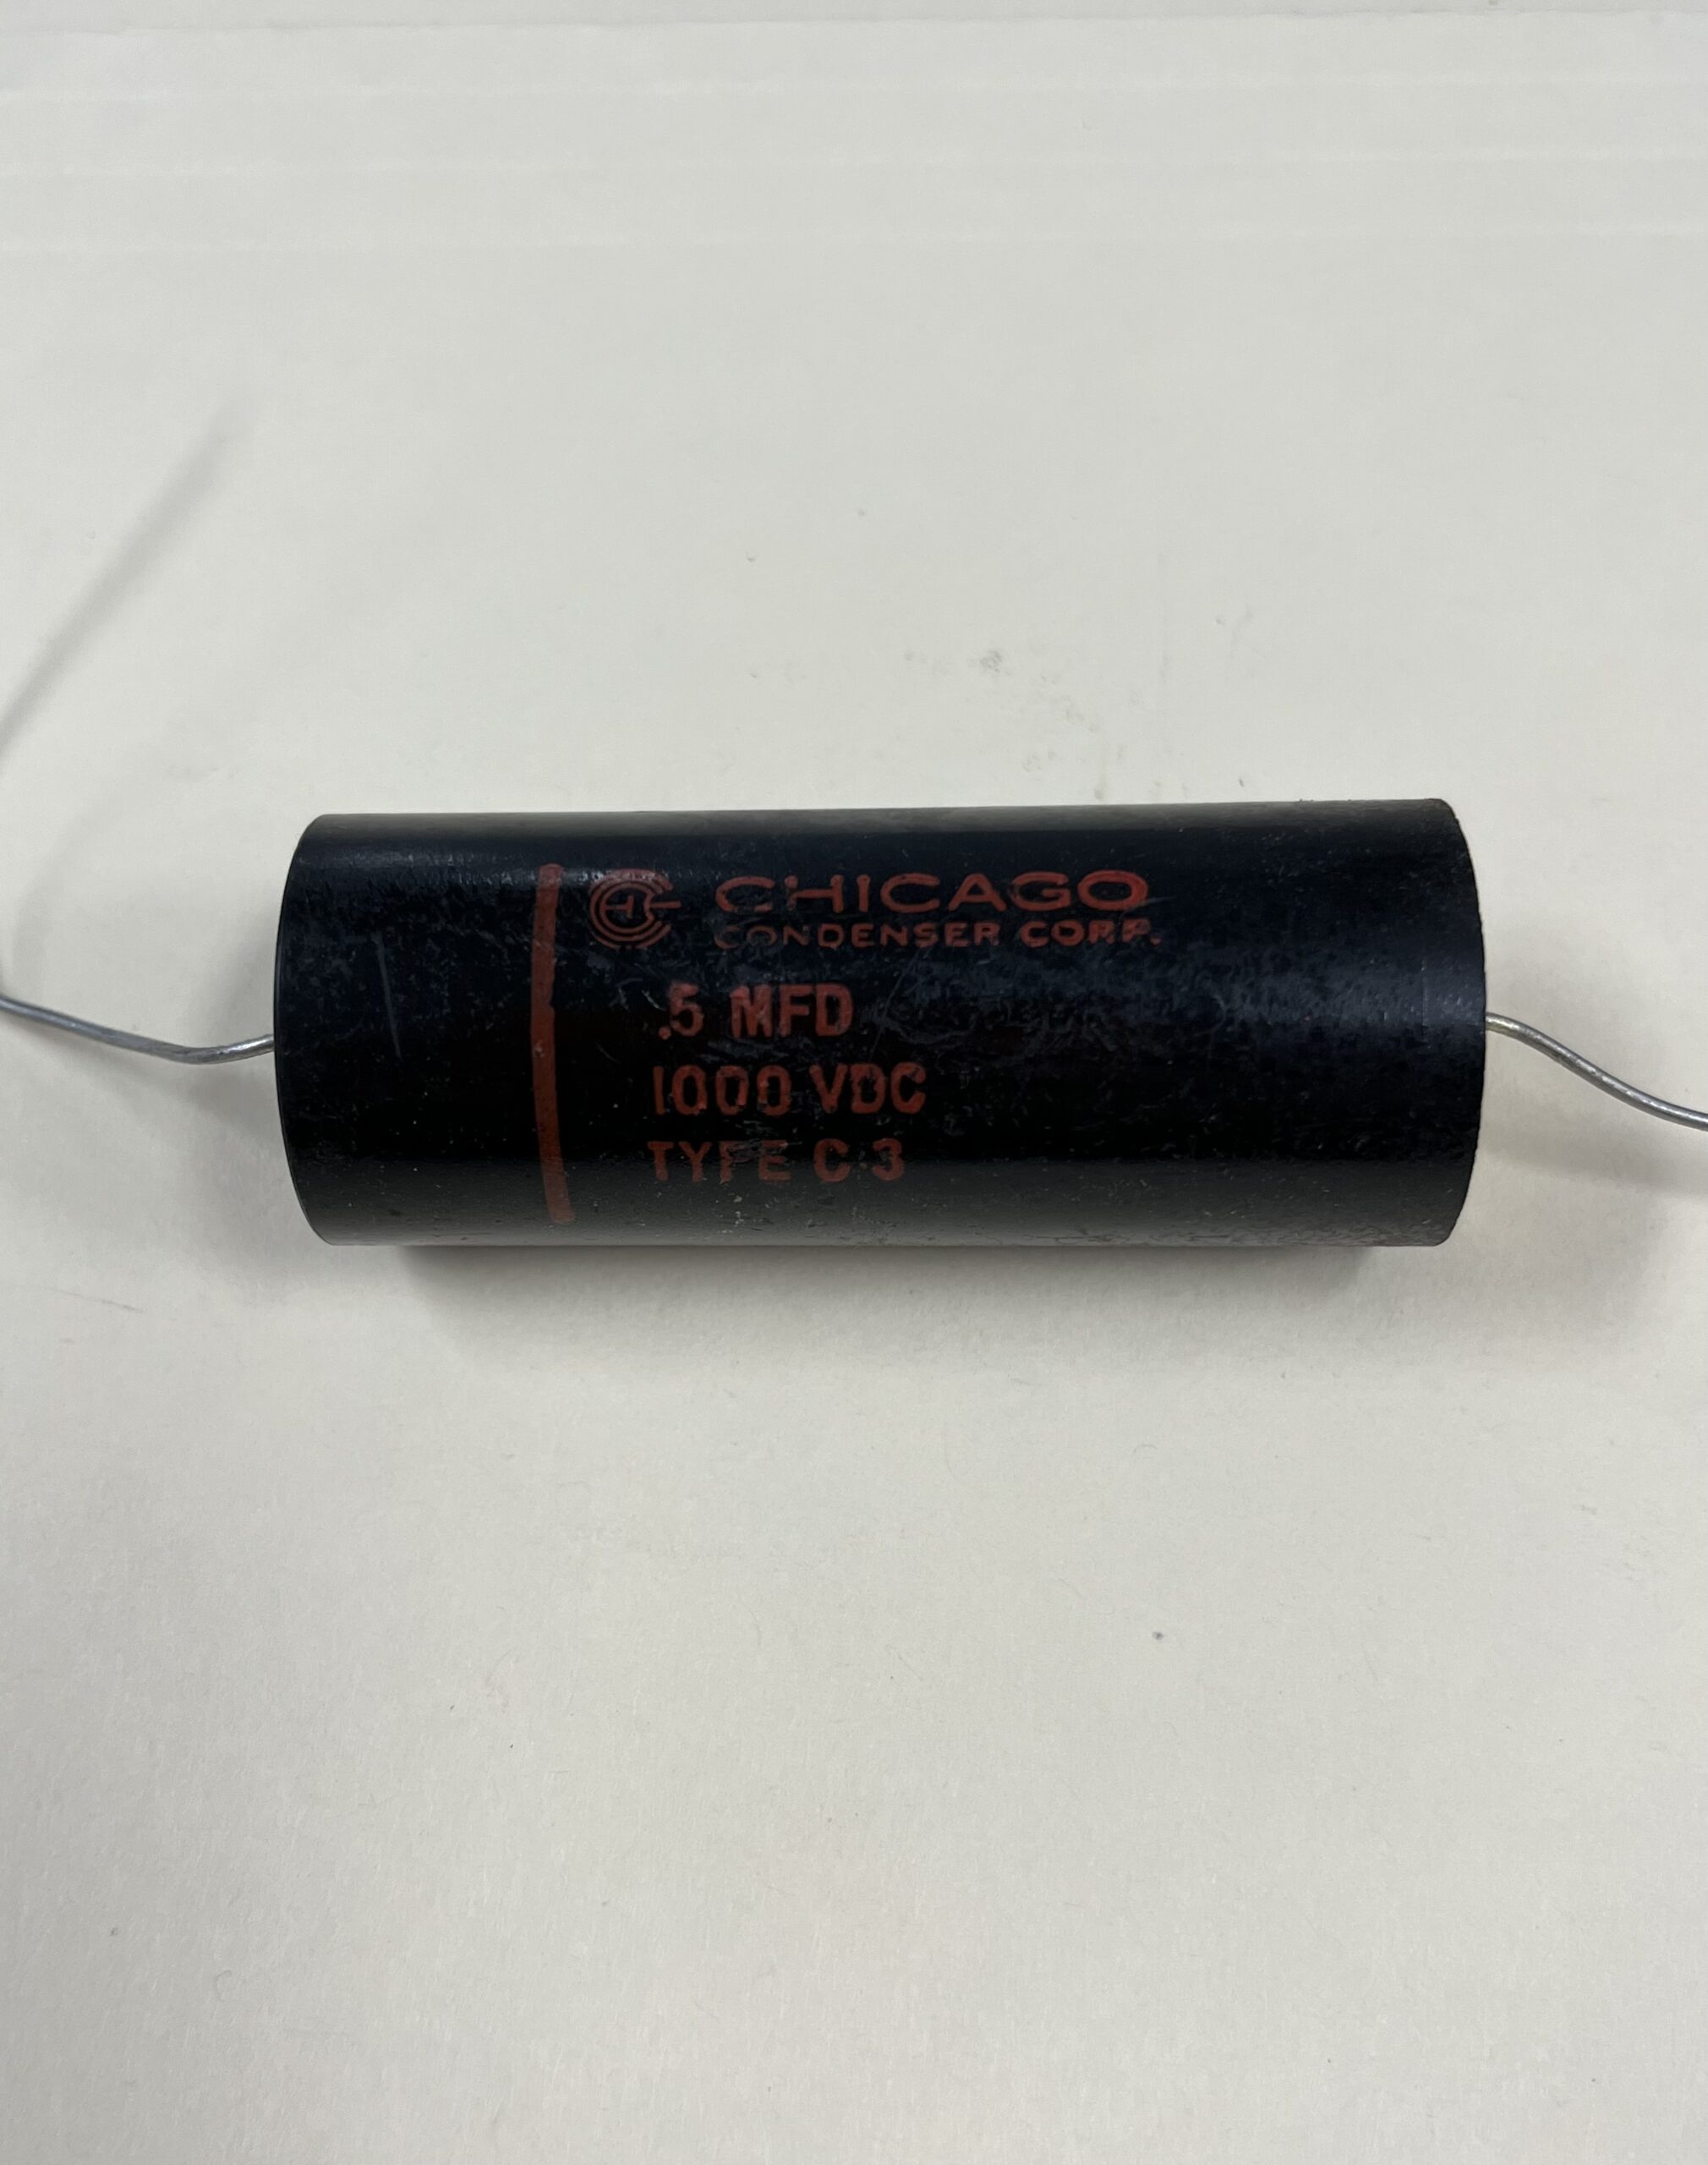 CHICAGO
CONDENSER CORP.
.5 MFD
1000 VDC
TYPE C-3